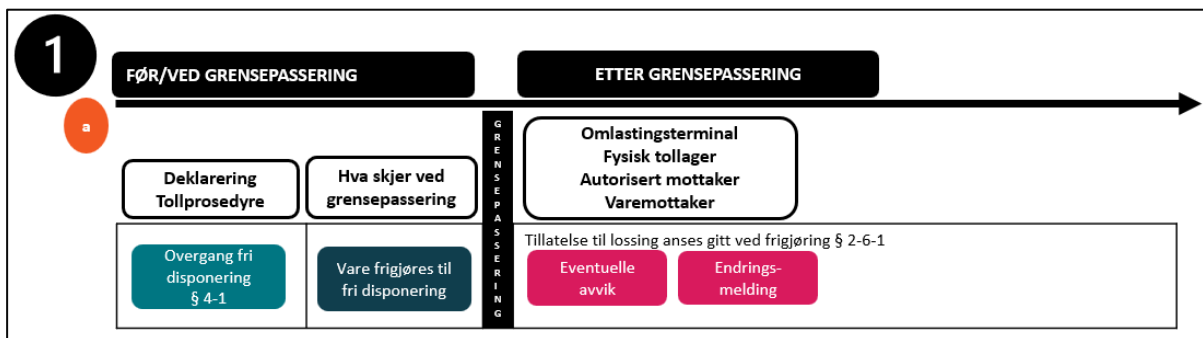 1
FØR/VED GRENSEPASSERING
ETTER GRENSEPASSERING
a
Deklarering
Tollprosedyre
Hva skjer ved
grensepassering
GRENSEPASSSERING
Omlastingsterminal
Fysisk tollager
Autorisert mottaker
Varemottaker
Overgang fri
disponering
§ 4-1
Vare frigjøres til
fri disponering
Tillatelse til lossing anses gitt ved frigjøring § 2-6-1
Eventuelle
avvik
Endrings-
melding